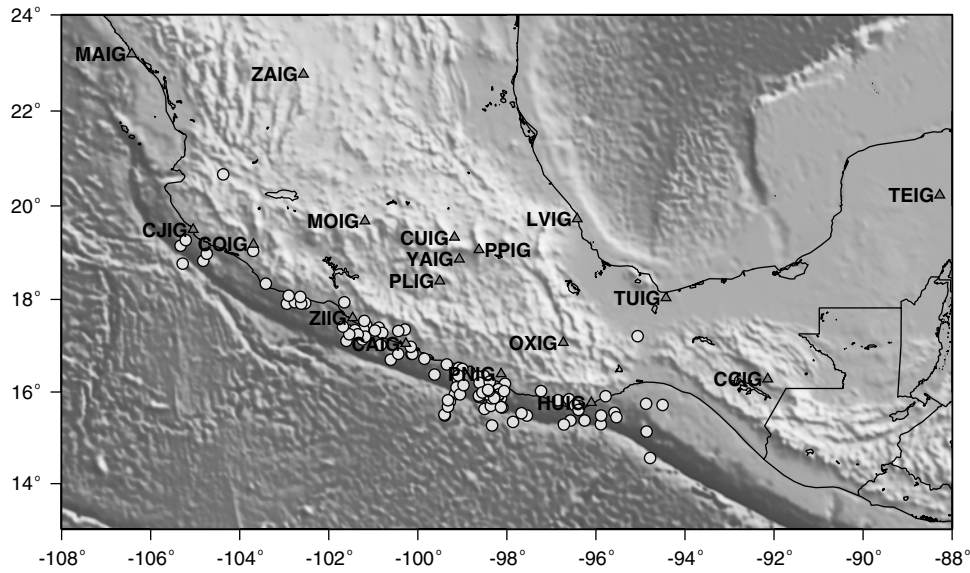 24°
MAIG
ZAIG
22°
20°
TEIG
MOIG
LVIG
CJIG
COIG
CUIG
PPIG
YAIG
PLIG
18°
TUIG
ZIIG
CAIG
OXIG
16°
PNIG
CCIG
HUIG
14°
-108° -106° -104° -102° -100° -98° -96° -94° -92° -90° -88°